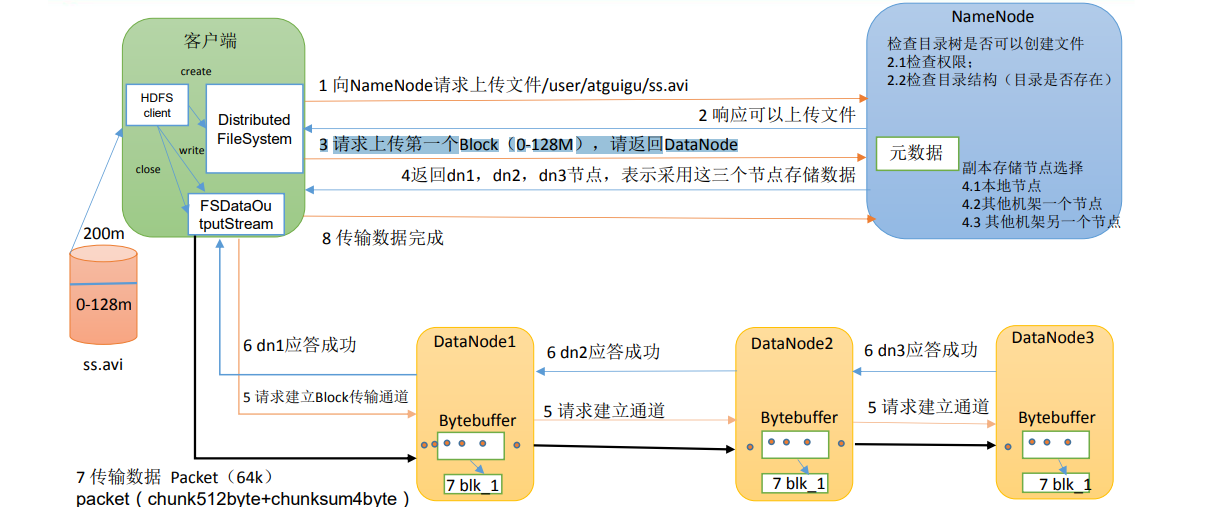 客户端
create
HDFS
client
Distributed
FileSystem
write
close
FSDataOu
tputStream
200m
0-128m
ss.avi
1 向NameNode请求上传文件/user/atguigu/ss.avi
2 响应可以上传文件
3 请求上传第一个Block（0-128M），请返回DataNode
4返回dn1，dn2，dn3节点，表示采用这三个节点存储数据
8 传输数据完成
NameNode
检查目录树是否可以创建文件
2.1检查权限；
2.2检查目录结构（目录是否存在）
元数据
副本存储节点选择
4.1本地节点
4.2其他机架一个节点
4.3 其他机架另一个节点
6 dn1应答成功
5 请求建立Block传输通道
DataNode1
Bytebuffer
7 blk_1
6 dn2应答成功
5 请求建立通道
DataNode2
Bytebuffer
7 blk_1
6 dn3应答成功
5 请求建立通道
DataNode3
Bytebuffer
7 blk_1
7 传输数据 Packet（64k）
packet（chunk512byte+chunksum4byte）